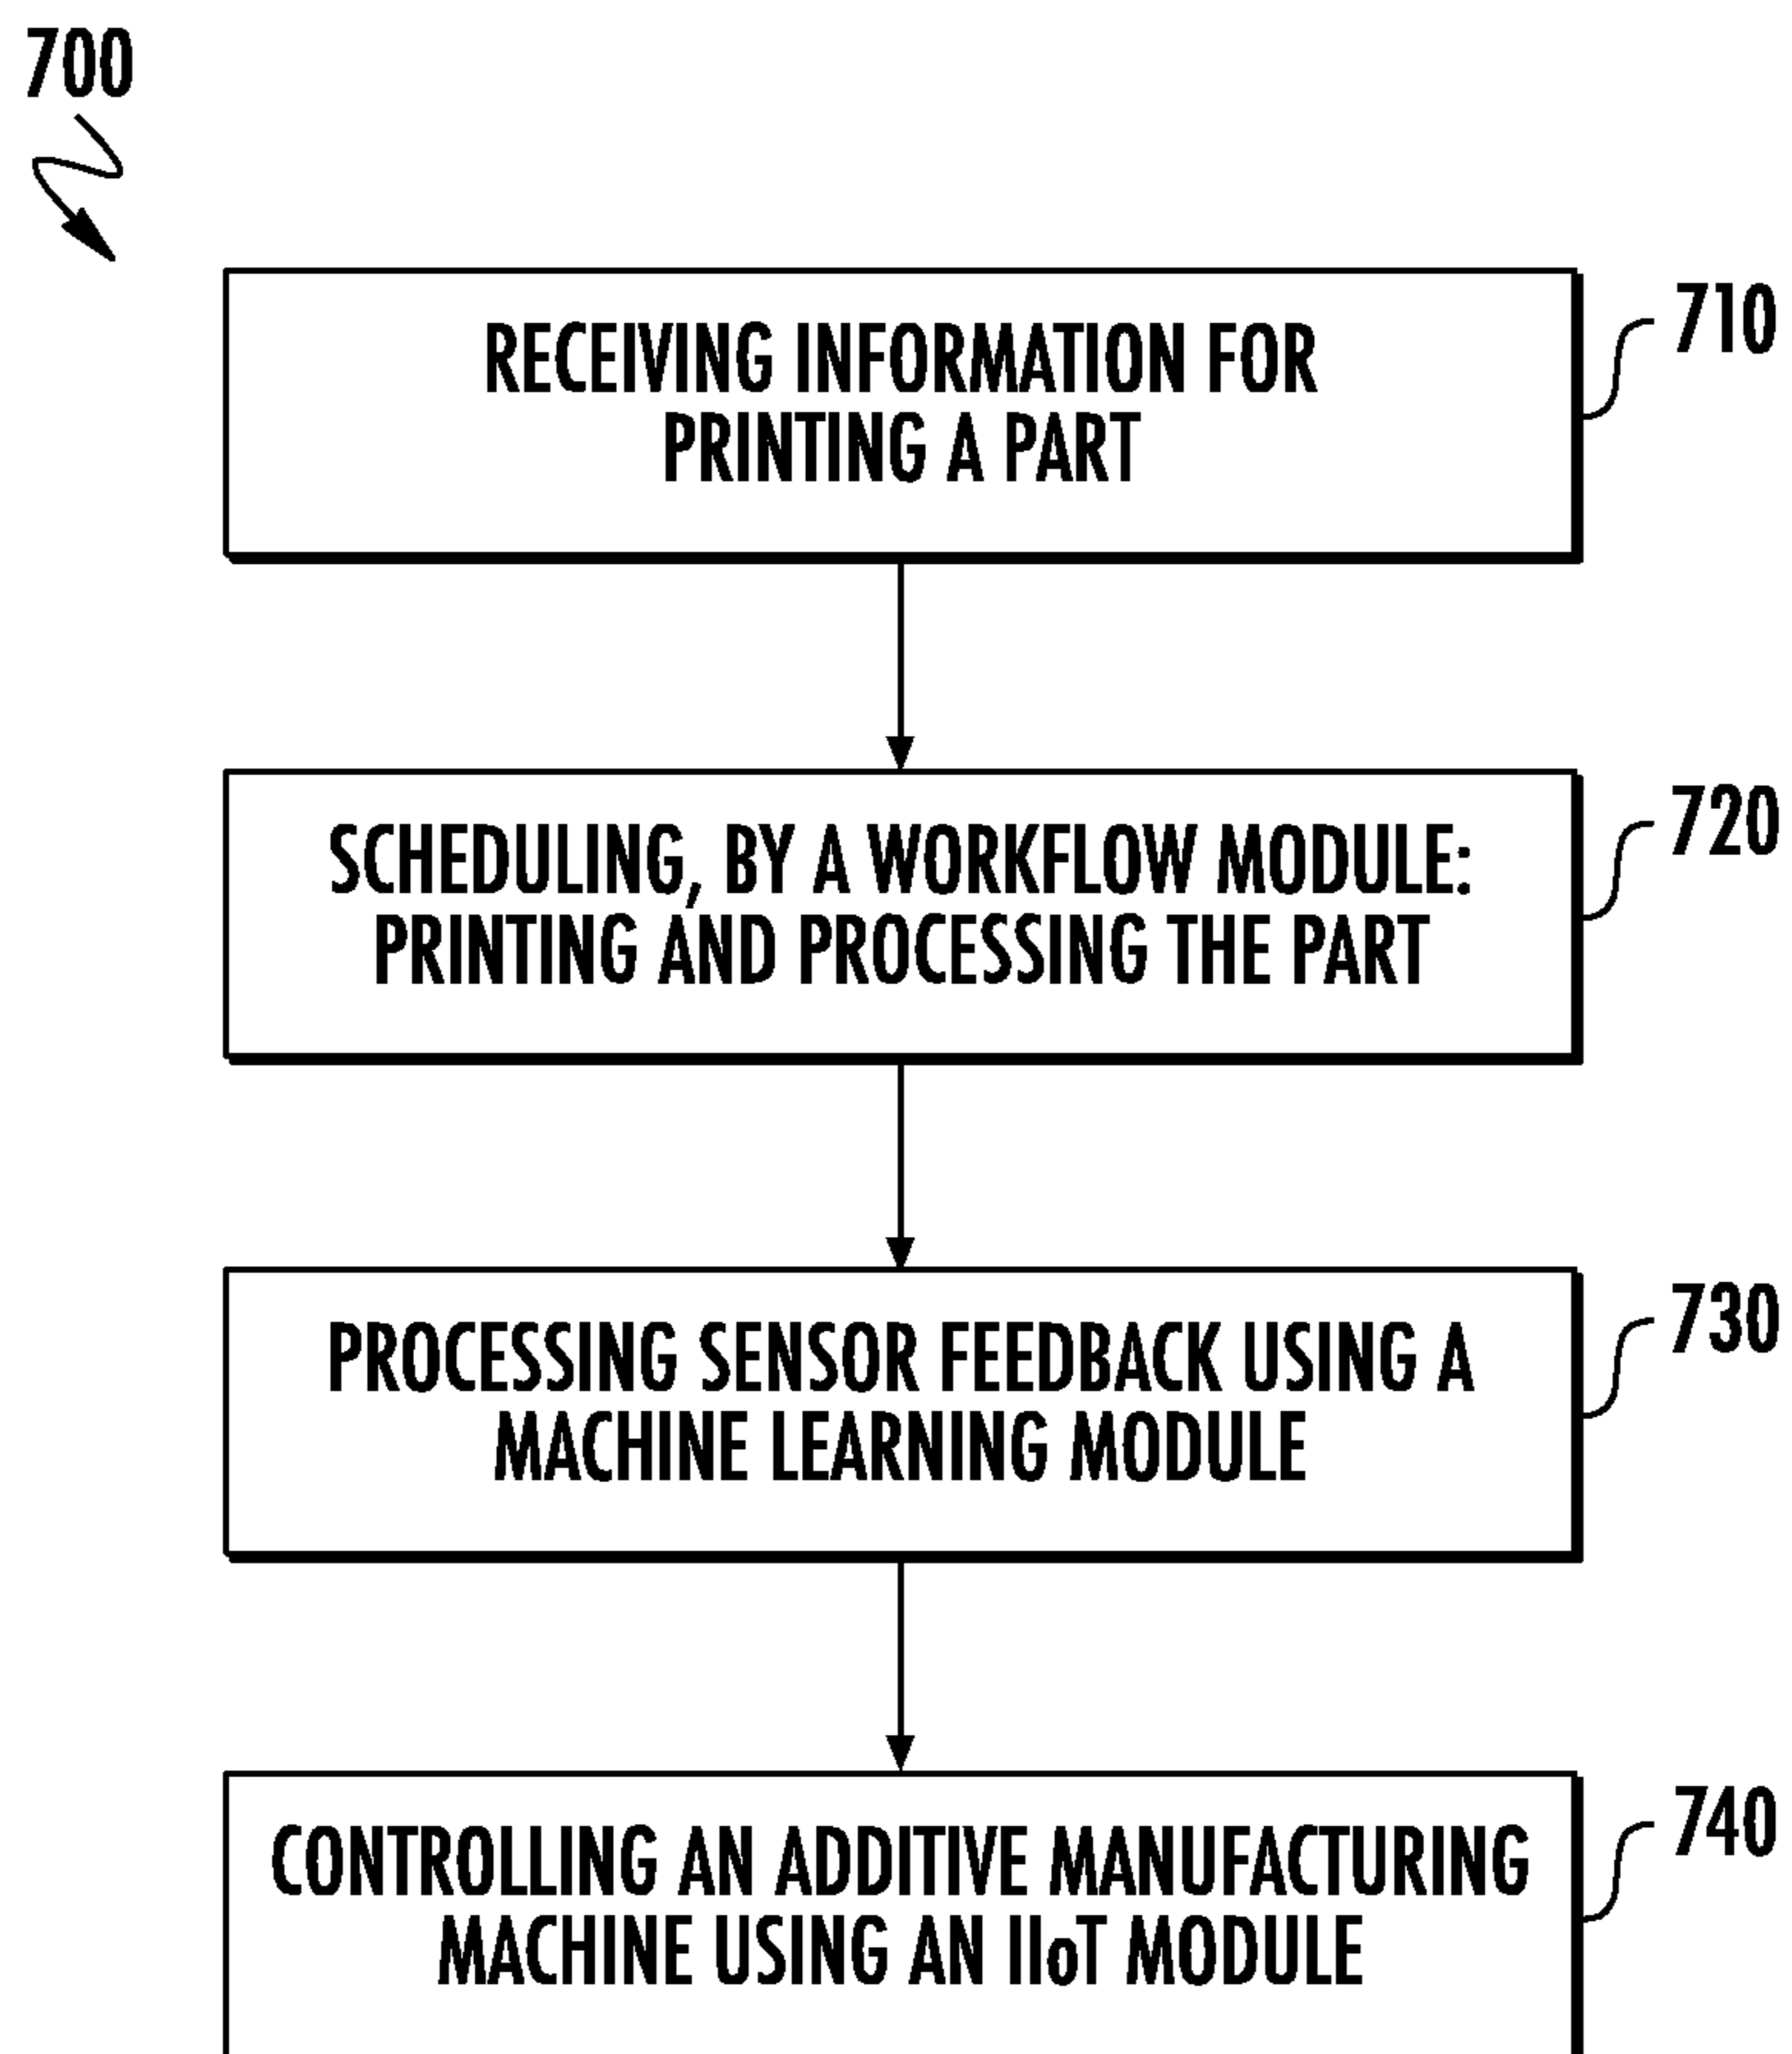 700
RECEIVING INFORMATION FOR
PRINTING A PART
710
SCHEDULING, BY A WORKFLOW MODULE:
PRINTING AND PROCESSING THE PART
720
PROCESSING SENSOR FEEDBACK USING A
MACHINE LEARNING MODULE
730
CONTROLLING AN ADDITIVE MANUFACTURING
MACHINE USING AN IIoT MODULE
740